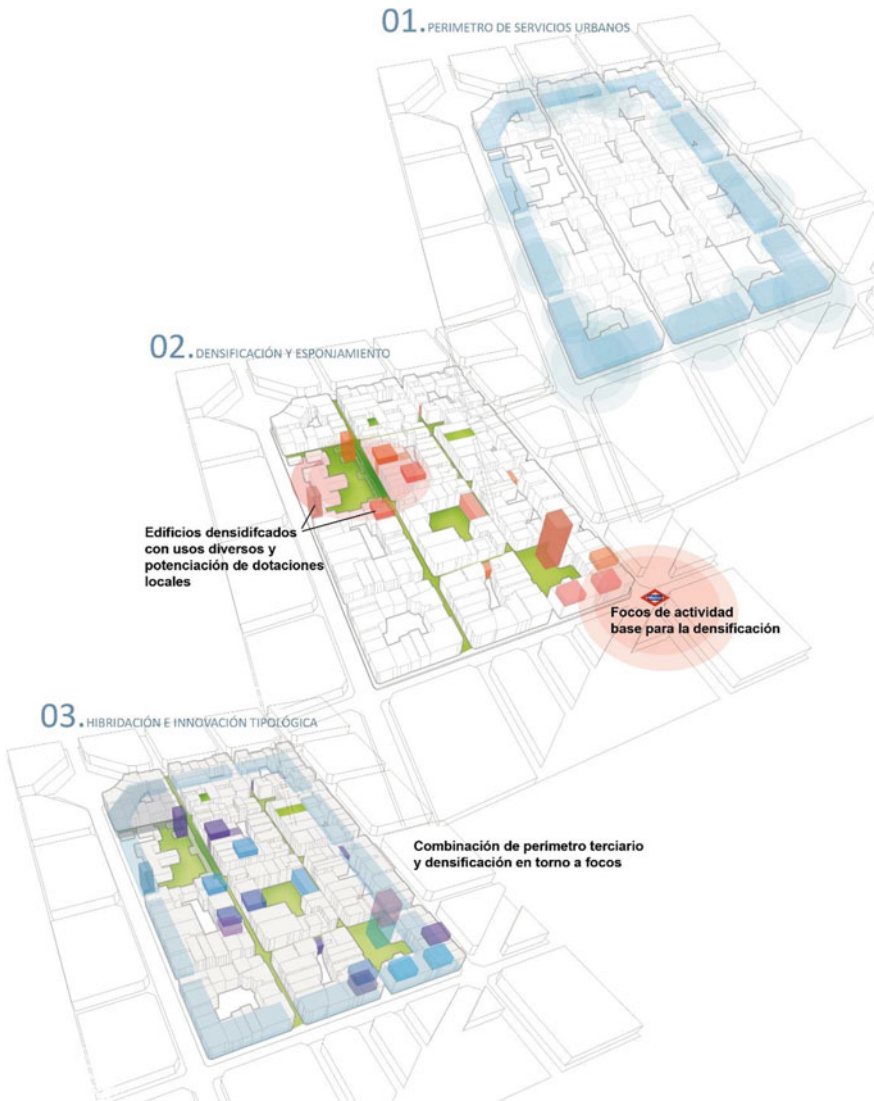 01. PERIMETRO DE SERVICIOS URBANOS
02. DENSIFICACIÓN Y ESPONJAMIENTO
Edificios densidifcados
con usos diversos y
potenciación de dotaciones
locales
Focos de actividad
base para la densificación
03. HIBRIDACIÓN E INNOVACIÓN TIPOLÓGICA
Combinación de perímetro terciario
y densificación en torno a focos